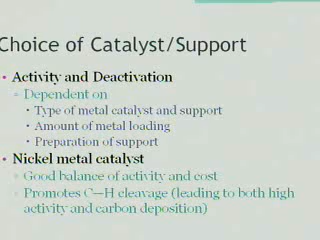 Choice of Catalyst/Support
• Activity and Deactivation
▫ Dependent on
▪ Type of metal catalyst and support
▪ Amount of metal loading
▪ Preparation of support
• Nickel metal catalyst
▫ Good balance of activity and cost
▫ Promotes C—H cleavage (leading to both high
activity and carbon deposition)